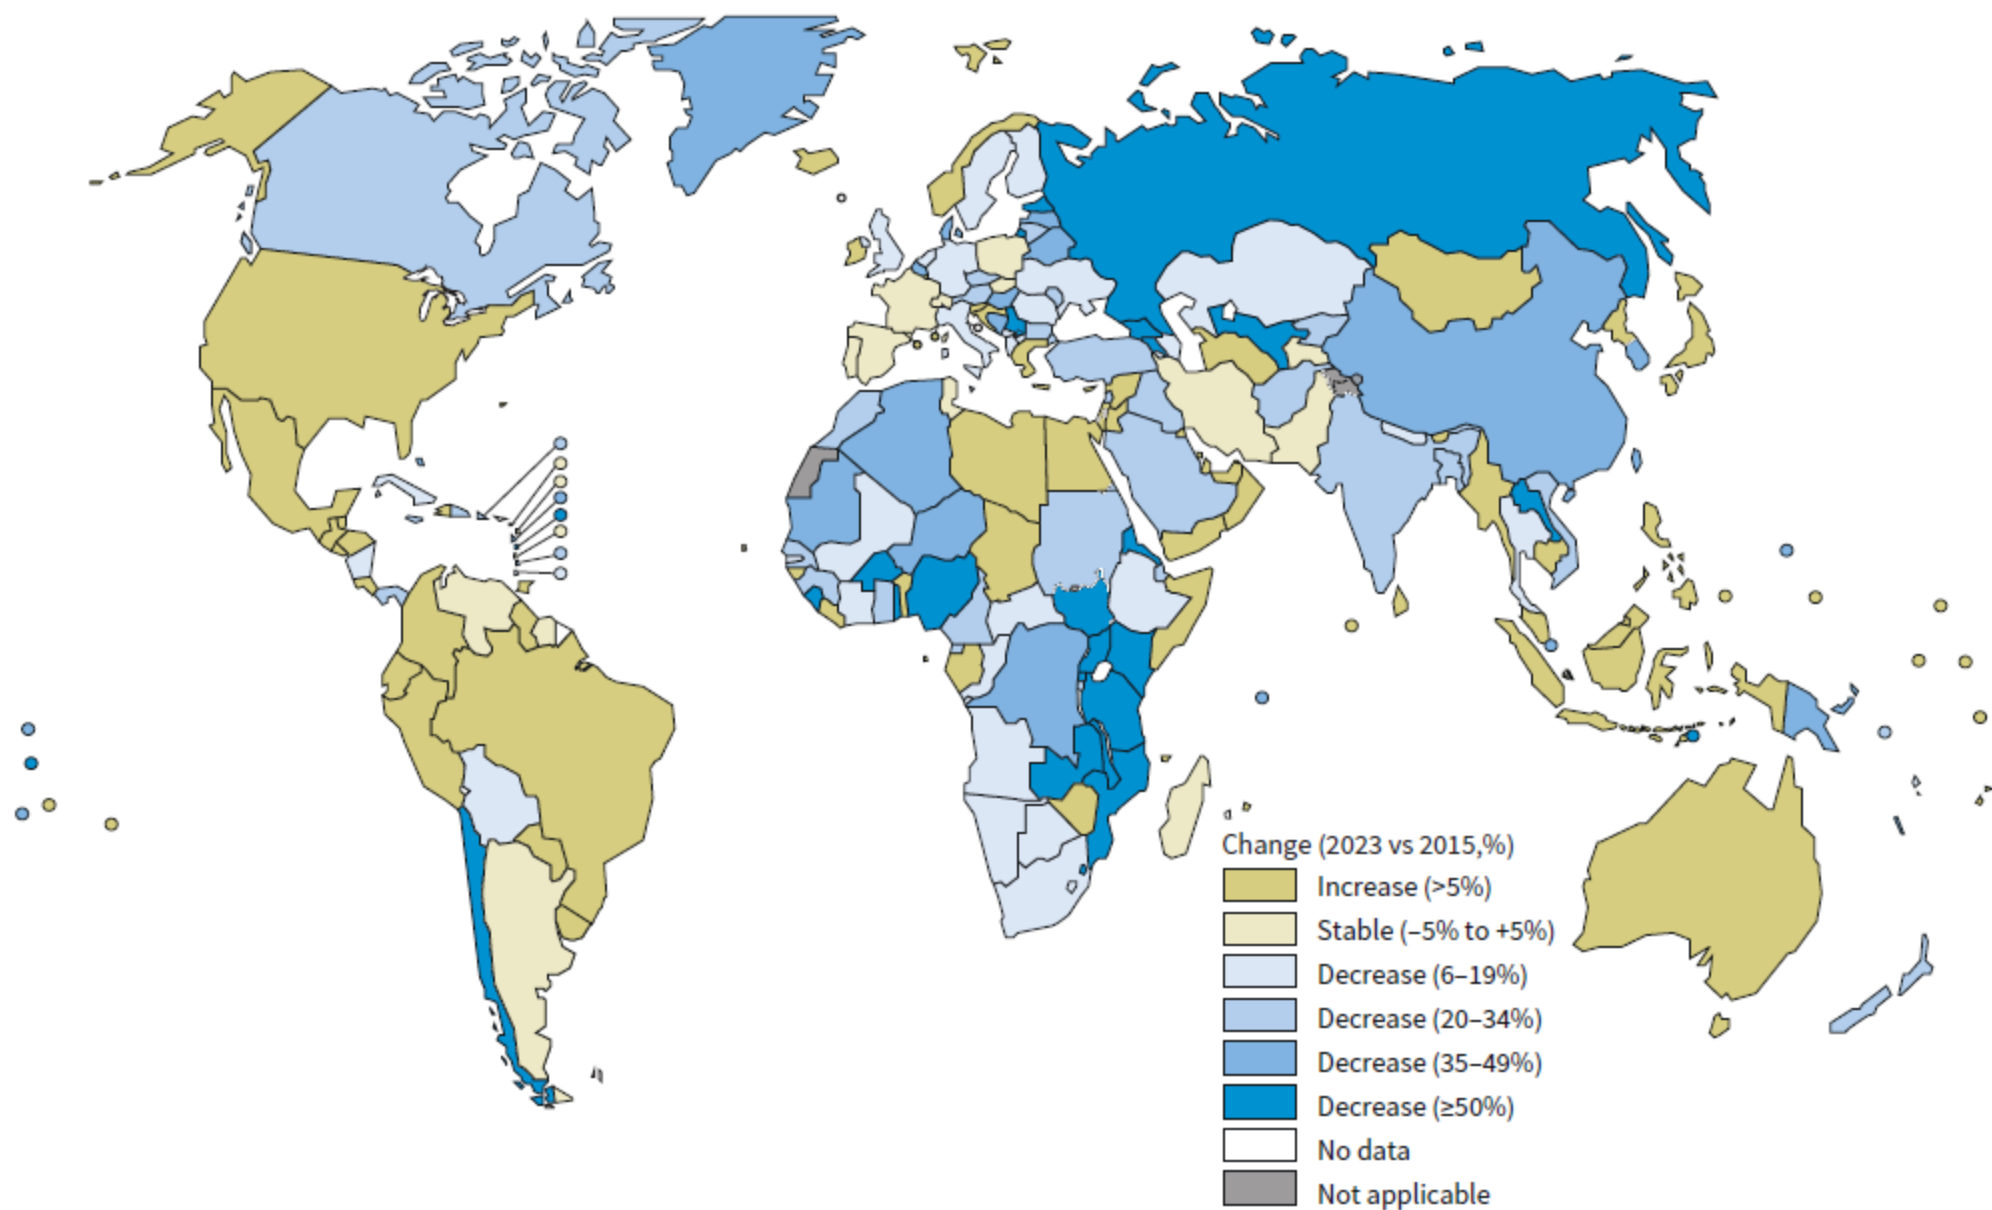 Change (2023 vs 2015,%)
Increase (>5%)
Stable (–5% to +5%)
Decrease (6–19%)
Decrease (20–34%)
Decrease (35–49%)
Decrease (≥50%)
No data
Not applicable